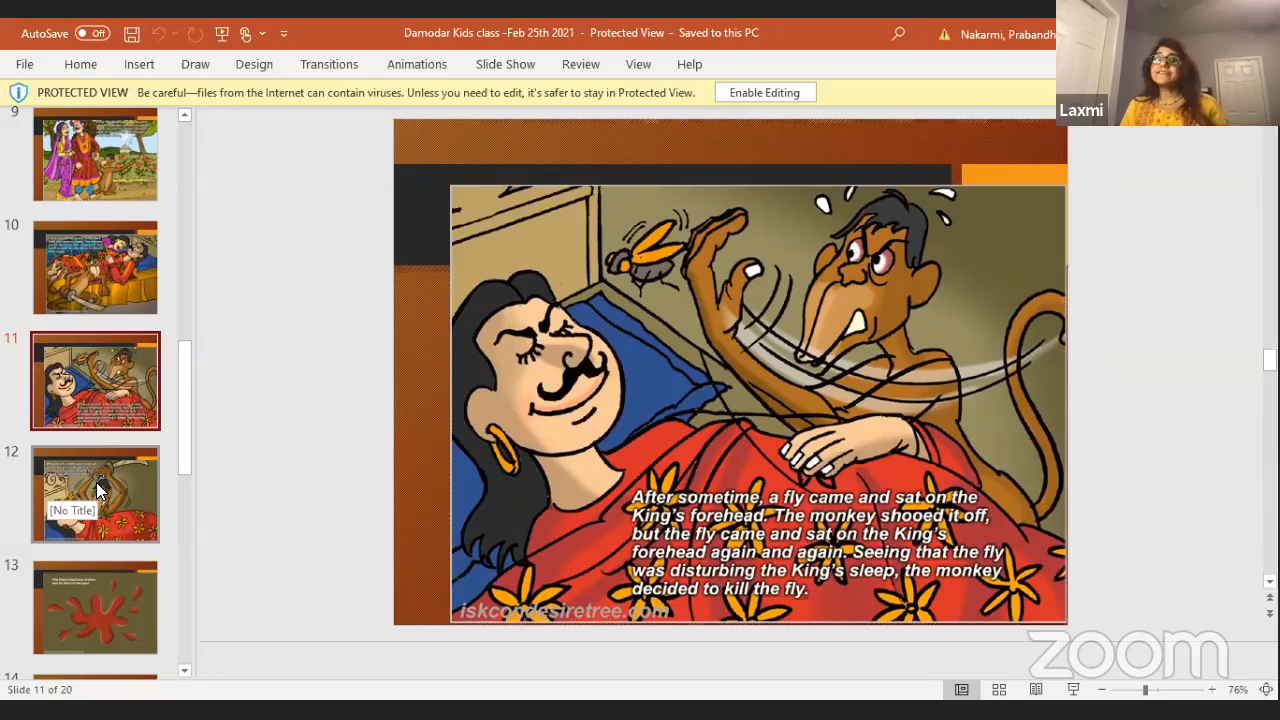 AutoSave
Off
Damodar Kids class -Feb 25th 2021 - Protected View - Saved to this PC
Nakarmi, Prabandh
Laxmi
File Home Insert Draw Design Transitions Animations Slide Show Review View Help
PROTECTED VIEW Be careful—files from the Internet can contain viruses. Unless you need to edit, it's safer to stay in Protected View.
Enable Editing
9
10
11
12
[No Title]
13
14
After sometime, a fly came and sat on the
King's forehead. The monkey shooed it off,
but the fly came and sat on the King's
forehead again and again. Seeing that the fly
was disturbing the King's sleep, the monkey
decided to kill the fly.
iskcondesiretree.com
zoom
Slide 11 of 20
76%